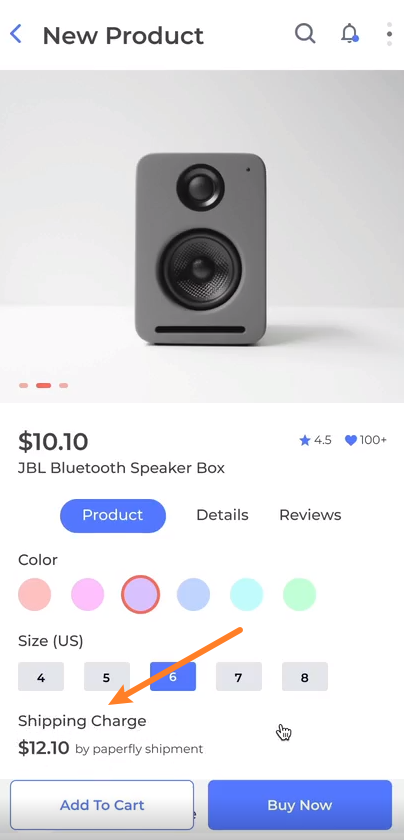 New Product
$10.10
4.5
100+
JBL Bluetooth Speaker Box
Product
Details
Reviews
Color
Size (US)
4
5
6
7
8
Shipping Charge
$12.10 by paperfly shipment
Add To Cart
Buy Now